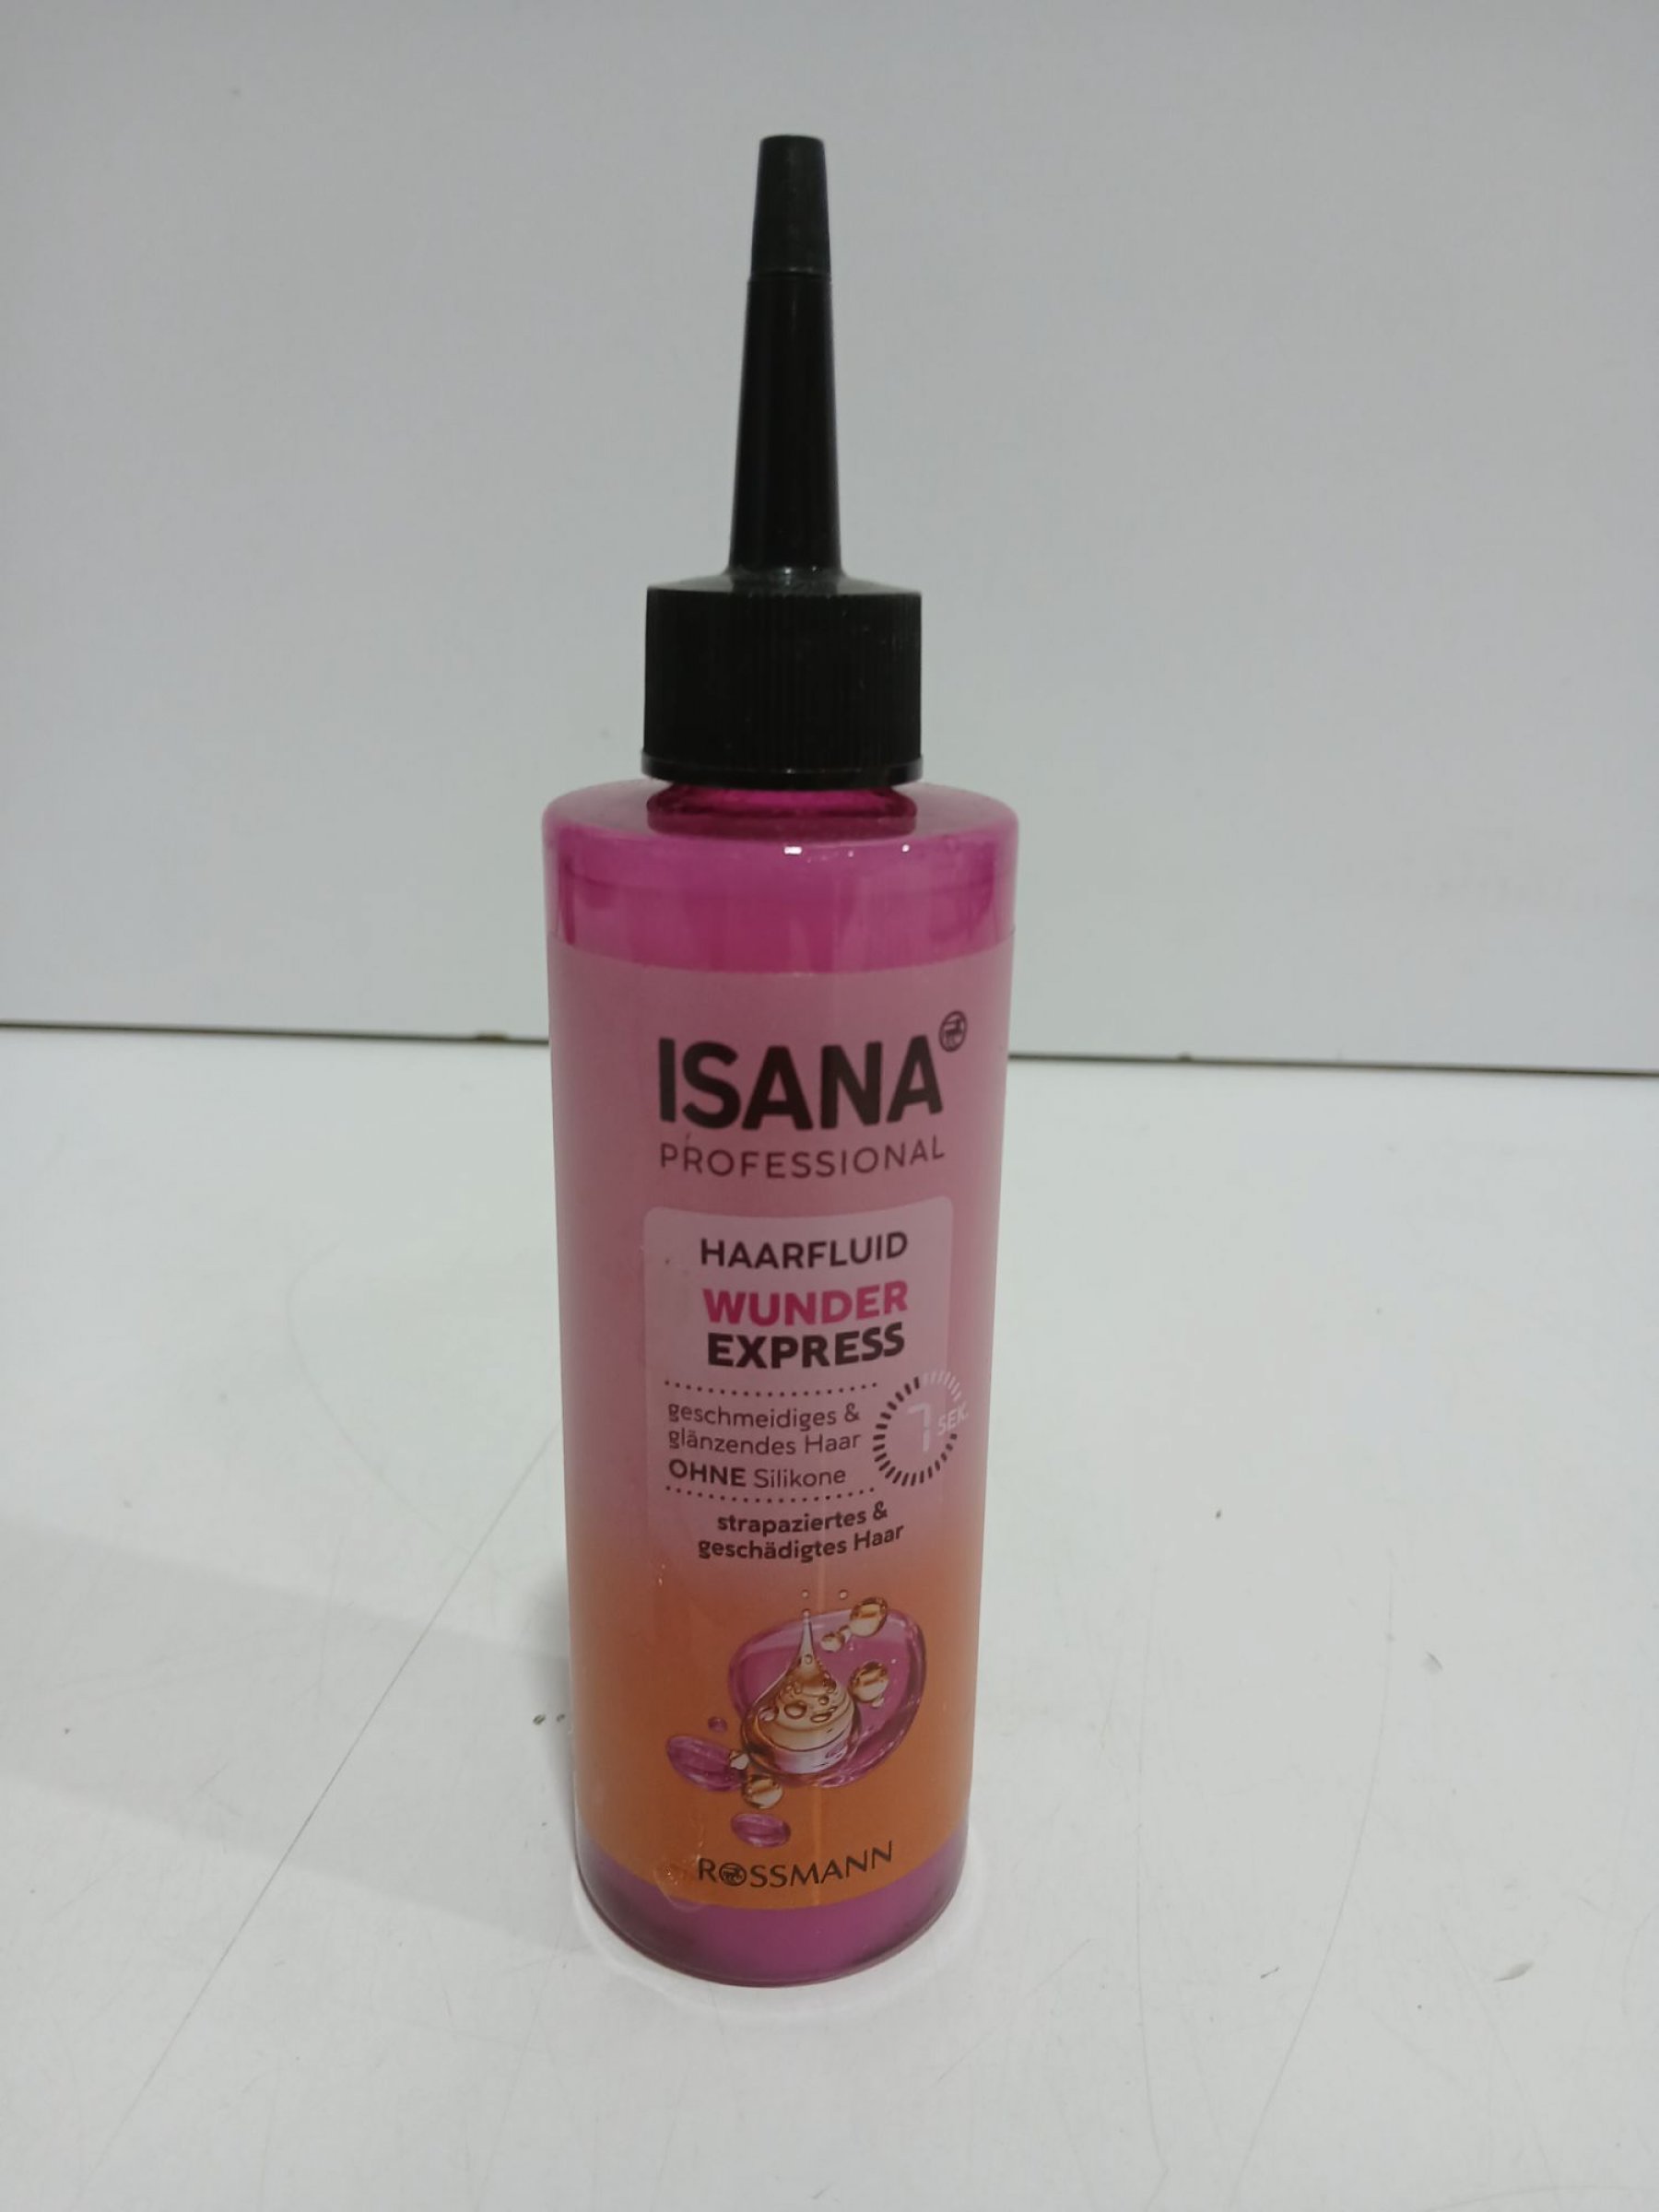 ISANA
PROFESSIONAL
HAARFLUID
WUNDER
EXPRESS
geschmeidiges &
glänzendes Haar
OHNE Silikone
7 SEK.
strapaziertes &
geschädigtes Haar
ROSSMANN